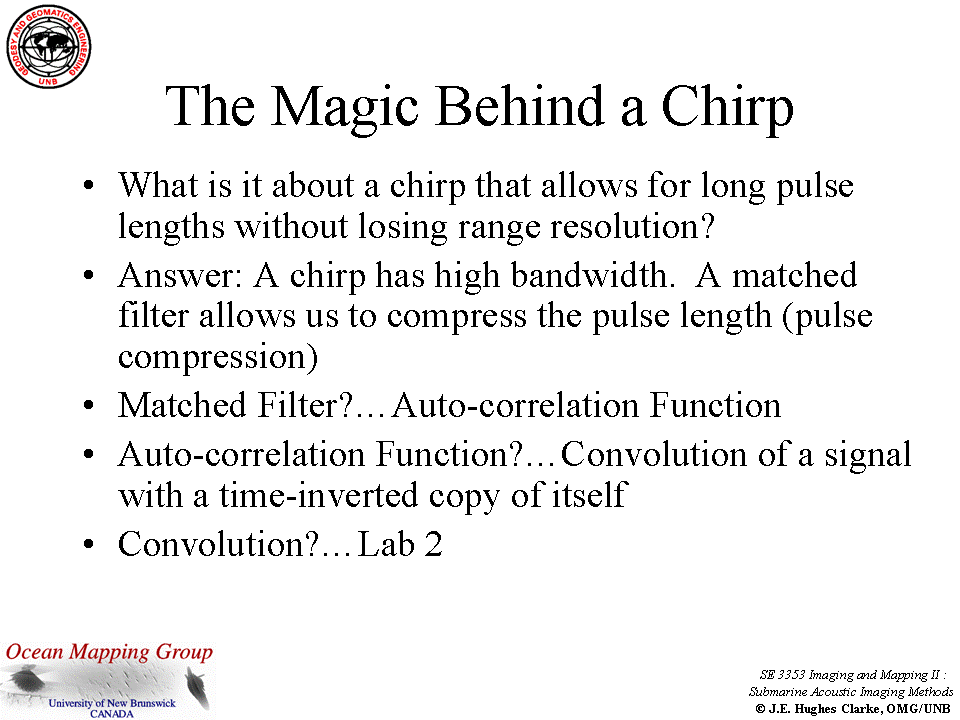 GEODESY AND GEOMATICS ENGINEERING
UNB
The Magic Behind a Chirp
• What is it about a chirp that allows for long pulse
lengths without losing range resolution?
• Answer: A chirp has high bandwidth.  A matched
filter allows us to compress the pulse length (pulse
compression)
• Matched Filter?…Auto-correlation Function
• Auto-correlation Function?…Convolution of a signal
with a time-inverted copy of itself
• Convolution?…Lab 2
Ocean Mapping Group
University of New Brunswick
CANADA
SE 3353 Imaging and Mapping II :
Submarine Acoustic Imaging Methods
© J.E. Hughes Clarke, OMG/UNB